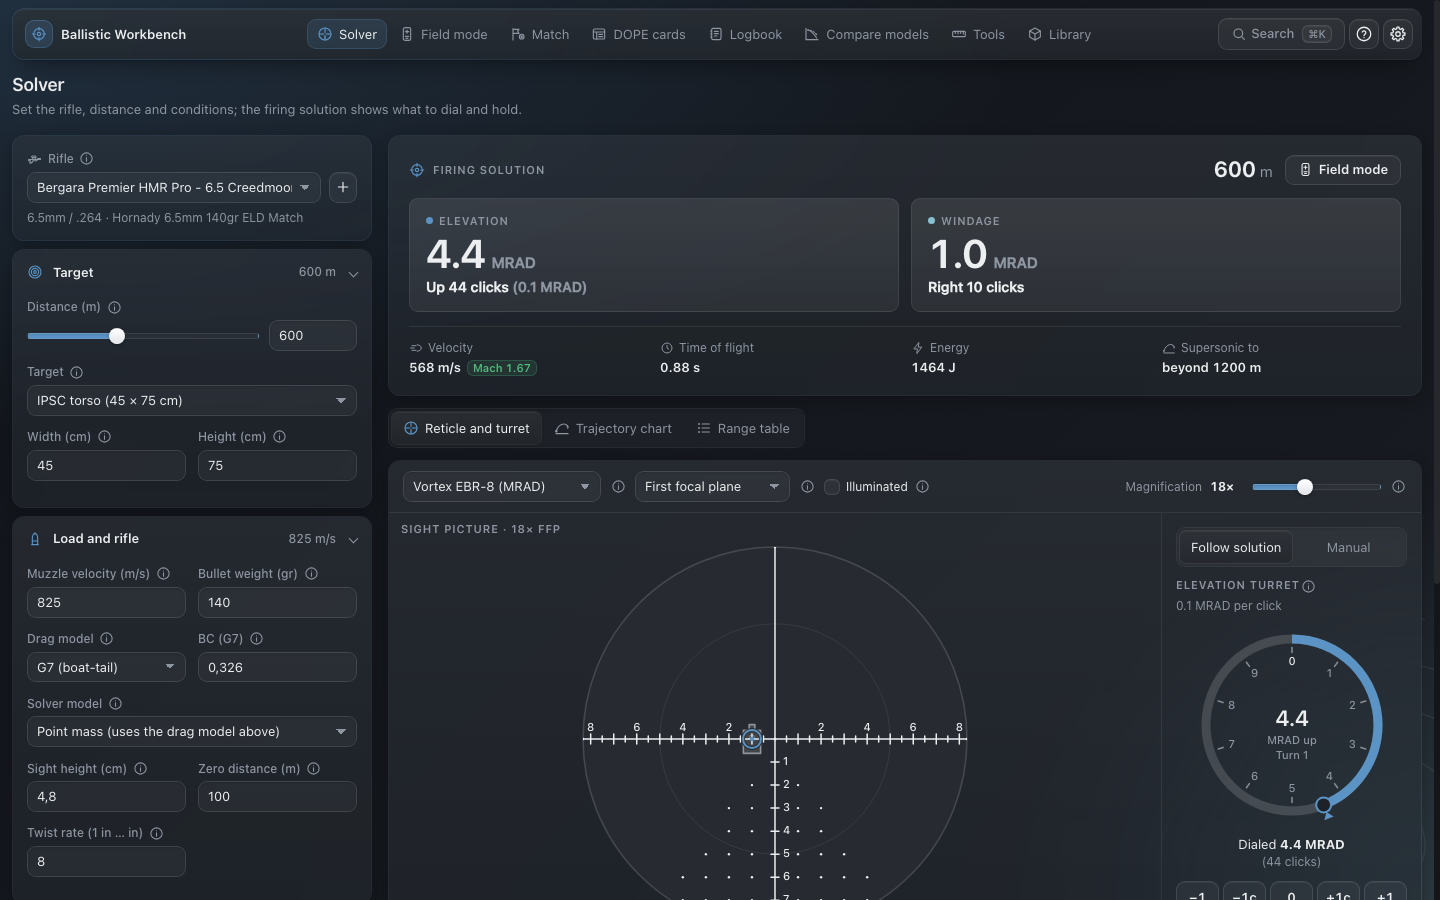 Ballistic Workbench
Solver
Field mode
Match
DOPE cards
Logbook
Compare models
Tools
Library
Search ⌘K
Solver
Set the rifle, distance and conditions; the firing solution shows what to dial and hold.
Rifle
Bergara Premier HMR Pro - 6.5 Creedmoor
+
6.5mm / .264 · Hornady 6.5mm 140gr ELD Match
Target 600 m
Distance (m)
600
Target
IPSC torso (45 × 75 cm)
Width (cm) Height (cm)
45 75
Load and rifle 825 m/s
Muzzle velocity (m/s) Bullet weight (gr)
825 140
Drag model BC (G7)
G7 (boat-tail) 0,326
Solver model
Point mass (uses the drag model above)
Sight height (cm) Zero distance (m)
4,8 100
Twist rate (1 in ... in)
8
FIRING SOLUTION
600 m
Field mode
ELEVATION
4.4 MRAD
Up 44 clicks (0.1 MRAD)
WINDAGE
1.0 MRAD
Right 10 clicks
Velocity
568 m/s Mach 1.67
Time of flight
0.88 s
Energy
1464 J
Supersonic to
beyond 1200 m
Reticle and turret
Trajectory chart
Range table
Vortex EBR-8 (MRAD)
First focal plane
Illuminated
Magnification 18×
SIGHT PICTURE · 18× FFP
8 6 4 2 2 4 6 8
1
2
3
4
5
6
7
Follow solution
Manual
ELEVATION TURRET
0.1 MRAD per click
0
1
2
3
4
5
6
7
8
9
4.4
MRAD up
Turn 1
Dialed 4.4 MRAD
(44 clicks)
−1 −1c 0 +1c +1